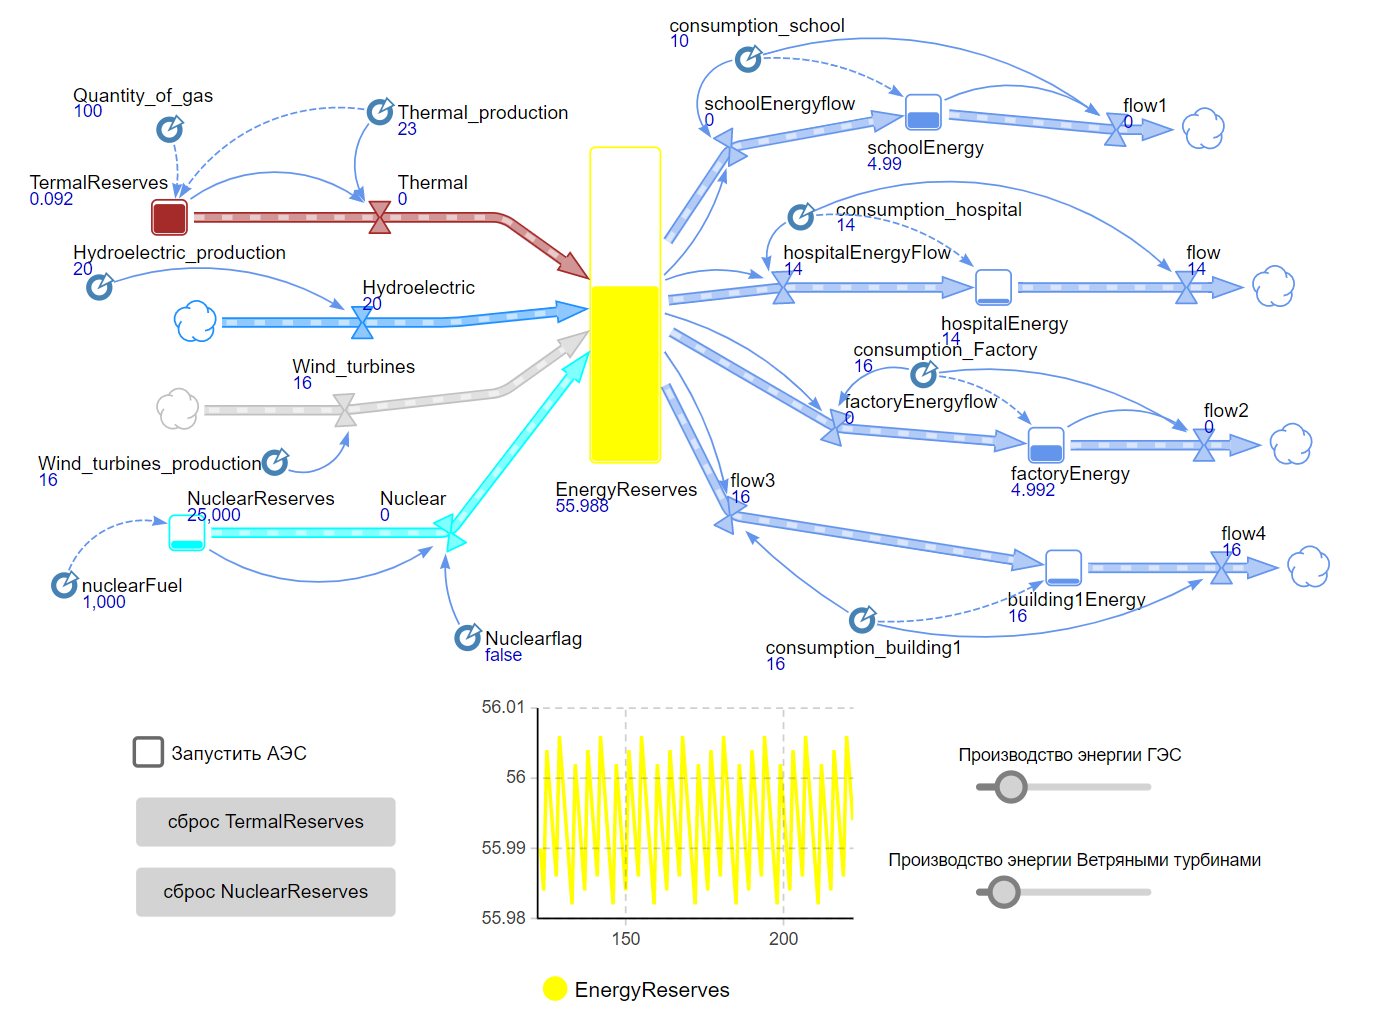 consumption_school
10
Quantity_of_gas
100
Thermal_production
23
schoolEnergyflow
0
flow1
0
schoolEnergy
4.99
TermalReserves
0.092
Thermal
0
consumption_hospital
14
Hydroelectric_production
20
hospitalEnergyFlow
14
flow
14
Hydroelectric
20
hospitalEnergy
14
consumption_Factory
16
Wind_turbines
16
factoryEnergyflow
0
flow2
0
Wind_turbines_production
16
factoryEnergy
4.992
NuclearReserves
25,000
Nuclear
0
EnergyReserves
55.988
flow3
16
flow4
16
nuclearFuel
1,000
building1Energy
16
Nuclearflag
false
consumption_building1
16
56.01
56
55.99
55.98
150
200
EnergyReserves
Запустить АЭС
сброс TermalReserves
сброс NuclearReserves
Производство энергии ГЭС
Производство энергии Ветряными турбинами